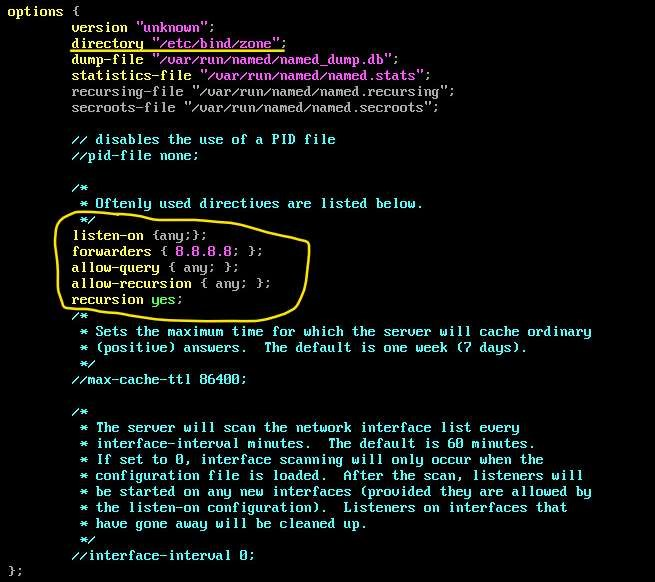 options {
version "unknown";
directory "/etc/bind/zone";
dump-file "/var/run/named/named_dump.db";
statistics-file "/var/run/named/named.stats";
recursing-file "/var/run/named/named.recursing";
secroots-file "/var/run/named/named.secroots";
// disables the use of a PID file
//pid-file none;
/*
* Oftenly used directives are listed below.
*/
listen-on {any;};
forwarders { 8.8.8.8; };
allow-query { any; };
allow-recursion { any; };
recursion yes;
/*
* Sets the maximum time for which the server will cache ordinary
* (positive) answers.  The default is one week (7 days).
*/
//max-cache-ttl 86400;
/*
* The server will scan the network interface list every
* interface-interval minutes.  The default is 60 minutes.
* If set to 0, interface scanning will only occur when the
* configuration file is loaded.  After the scan, listeners will
* be started on any new interfaces (provided they are allowed by
* the listen-on configuration).  Listeners on interfaces that
* have gone away will be cleaned up.
*/
//interface-interval 0;
};